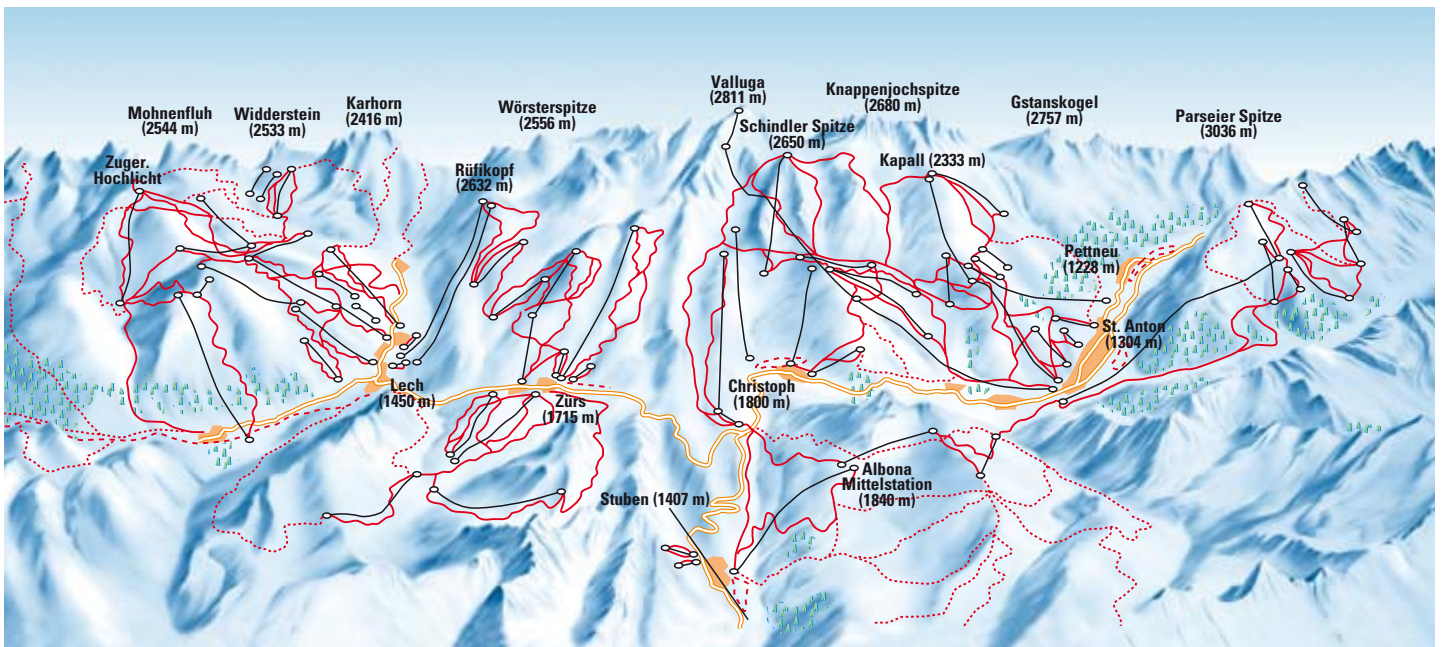 Mohnenfluh
(2544 m)
Widderstein
(2533 m)
Karhorn
(2416 m)
Wörsterspitze
(2556 m)
Valluga
(2811 m)
Knappenjochspitze
(2680 m)
Gstanskogel
(2757 m)
Parseier Spitze
(3036 m)
Schindler Spitze
(2650 m)
Zuger.
Hochlicht
Rüfikopf
(2632 m)
Kapall (2333 m)
Pettneu
(1228 m)
St. Anton
(1304 m)
Lech
(1450 m)
Zürs
(1715 m)
Christoph
(1800 m)
Albona
Mittelstation
(1840 m)
Stuben (1407 m)